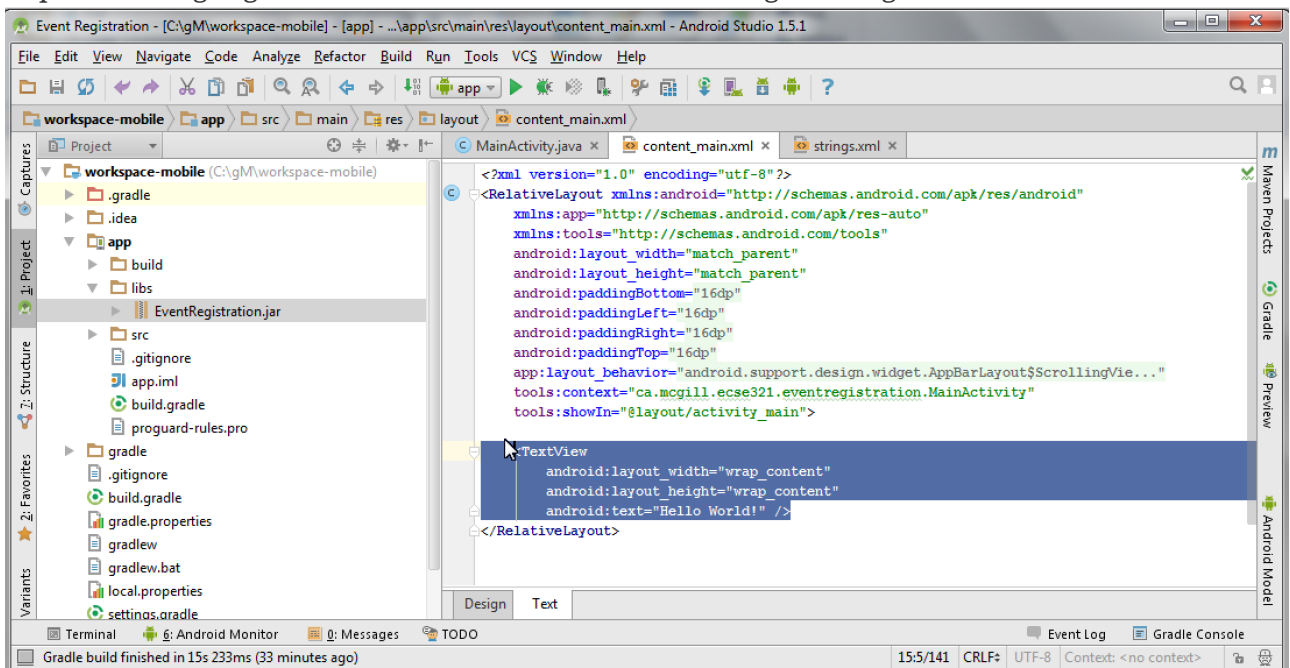 Event Registration - [C:\gM\workspace-mobile] - [app] - ...\app\src\main\res\layout\content_main.xml - Android Studio 1.5.1
File Edit View Navigate Code Analyze Refactor Build Run Tools VCS Window Help
app
workspace-mobile app src main res layout content_main.xml
Project
MainActivity.java × content_main.xml × strings.xml ×
Captures
1: Project
7: Structure
2: Favorites
Variants
workspace-mobile (C:\gM\workspace-mobile)
.gradle
.idea
app
build
libs
EventRegistration.jar
src
.gitignore
app.iml
build.gradle
proguard-rules.pro
gradle
.gitignore
build.gradle
gradle.properties
gradlew
gradlew.bat
local.properties
settings.gradle
<?xml version="1.0" encoding="utf-8"?>
<RelativeLayout xmlns:android="http://schemas.android.com/apk/res/android"
xmlns:app="http://schemas.android.com/apk/res-auto"
xmlns:tools="http://schemas.android.com/tools"
android:layout_width="match_parent"
android:layout_height="match_parent"
android:paddingBottom="16dp"
android:paddingLeft="16dp"
android:paddingRight="16dp"
android:paddingTop="16dp"
app:layout_behavior="android.support.design.widget.AppBarLayout$ScrollingVie..."
tools:context="ca.mcgill.ecse321.eventregistration.MainActivity"
tools:showIn="@layout/activity_main">
<TextView
android:layout_width="wrap_content"
android:layout_height="wrap_content"
android:text="Hello World!" />
</RelativeLayout>
Design Text
m Maven Projects
Gradle
Preview
Android Model
Terminal 6: Android Monitor 0: Messages TODO Event Log Gradle Console
Gradle build finished in 15s 233ms (33 minutes ago) 15:5/141 CRLF UTF-8 Context: <no context>